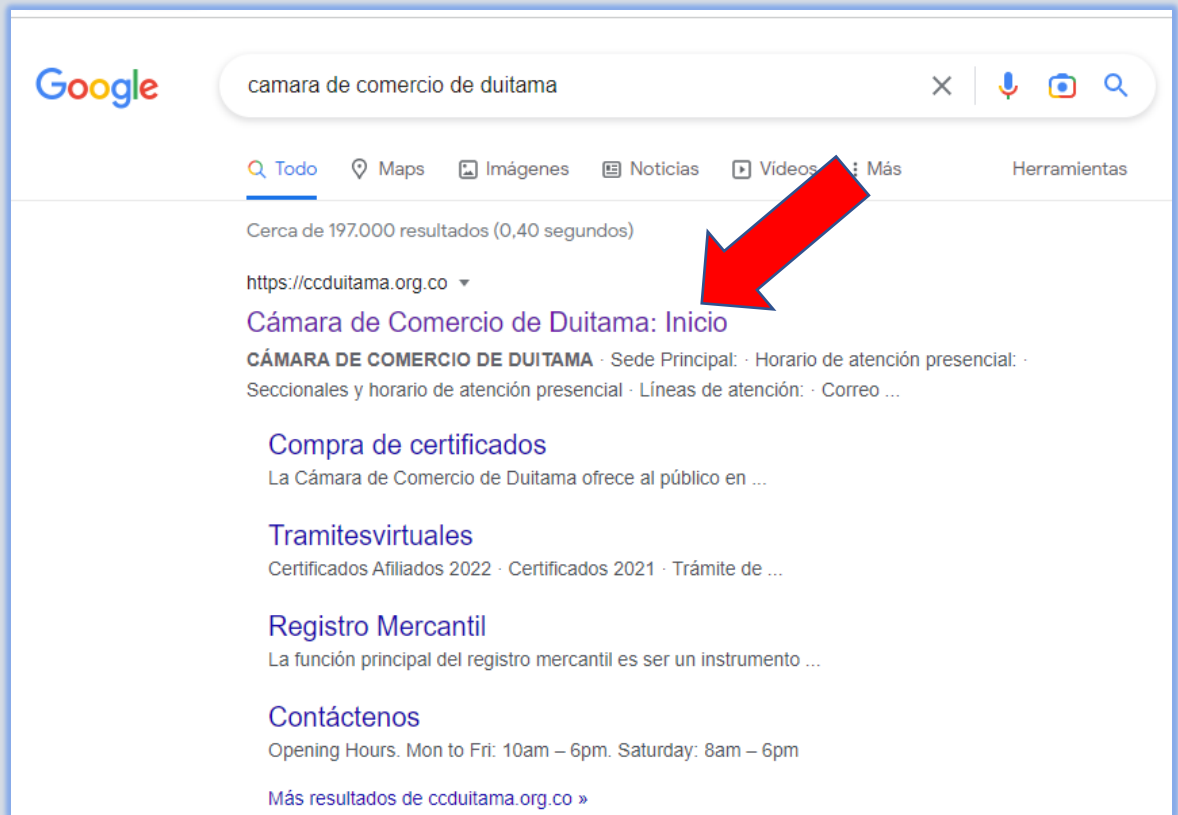 Google
camara de comercio de duitama
Todo Maps Imágenes Noticias Vídeos Más Herramientas
Cerca de 197.000 resultados (0,40 segundos)
https://ccduitama.org.co
Cámara de Comercio de Duitama: Inicio
CÁMARA DE COMERCIO DE DUITAMA · Sede Principal: · Horario de atención presencial: ·
Seccionales y horario de atención presencial · Líneas de atención: · Correo ...
Compra de certificados
La Cámara de Comercio de Duitama ofrece al público en ...
Tramitesvirtuales
Certificados Afiliados 2022 · Certificados 2021 · Trámite de ...
Registro Mercantil
La función principal del registro mercantil es ser un instrumento ...
Contáctenos
Opening Hours. Mon to Fri: 10am – 6pm. Saturday: 8am – 6pm
Más resultados de ccduitama.org.co »